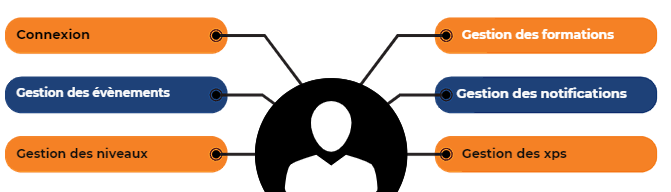 Connexion
Gestion des formations
Gestion des évènements
Gestion des notifications
Gestion des niveaux
Gestion des xps